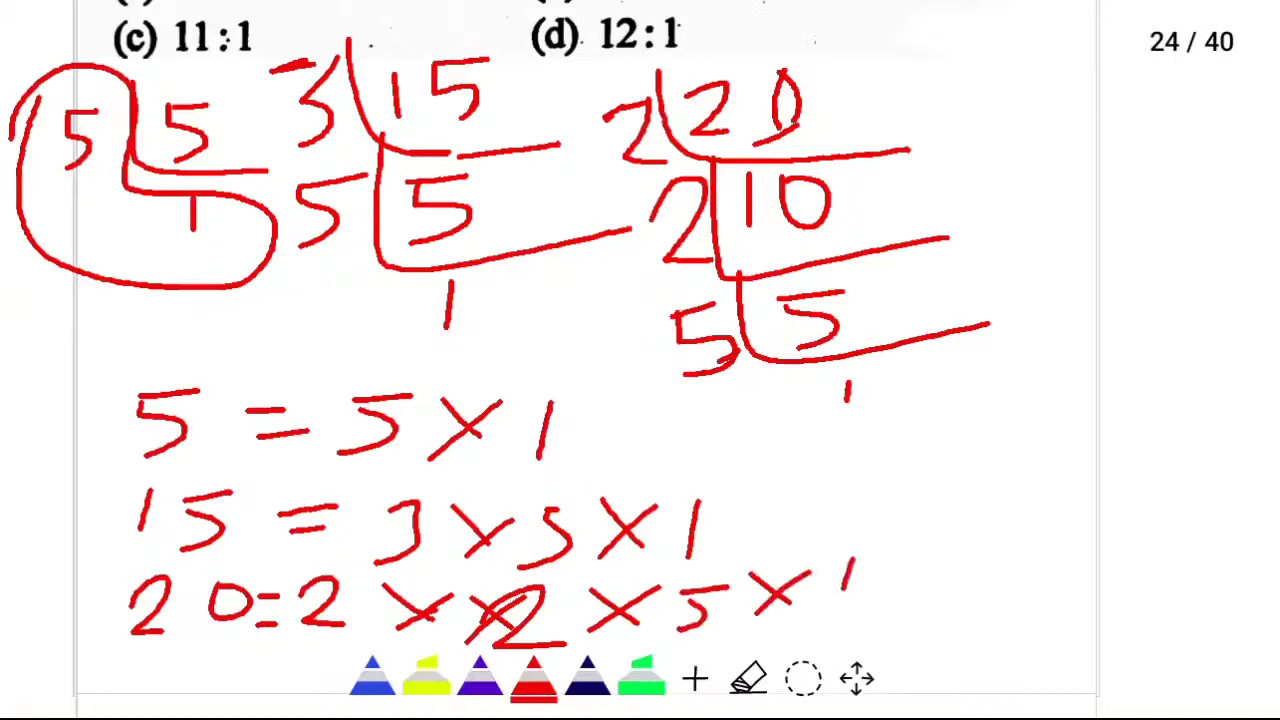 (c) 11:1 (d) 12:1
24 / 40
5 5 3 15 2 20
1 5 5 2 10
1 5 5
1
5 = 5 × 1
15 = 3 × 5 × 1
20 = 2 × 2 × 5 × 1